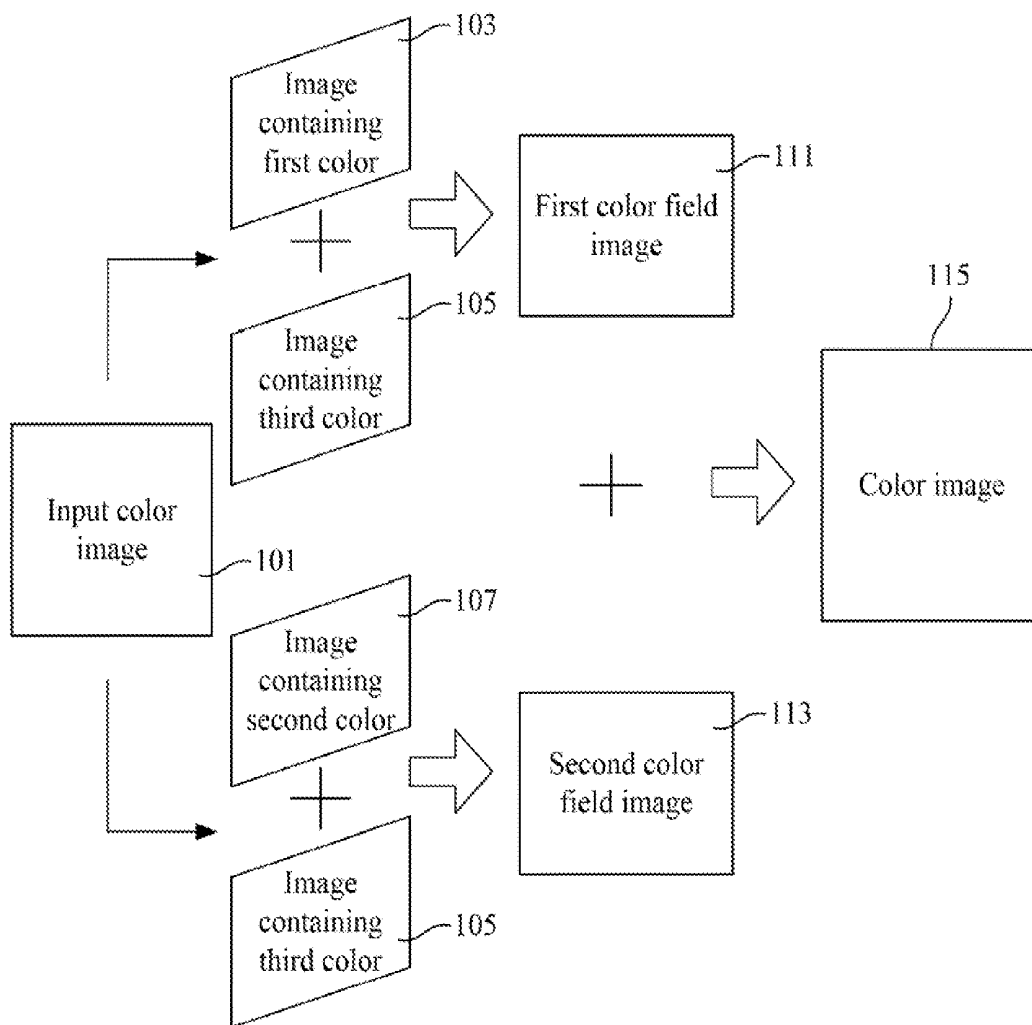 103
Image
containing
first color
111
First color field
image
105
Image
containing
third color
115
Color image
Input color
image
101
107
Image
containing
second color
113
Second color
field image
Image
containing
third color
105